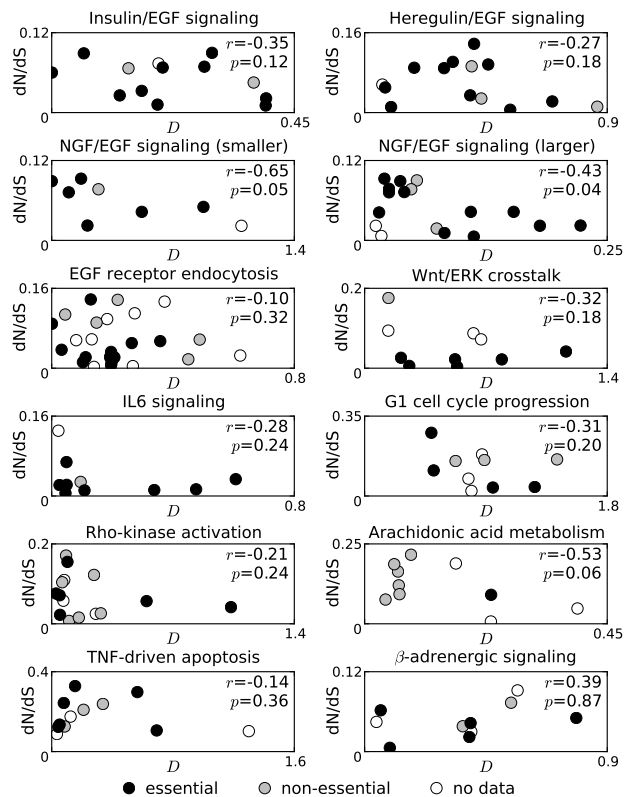 Insulin/EGF signaling
0.12
r=-0.35
p=0.12
dN/dS
0
D
0.45
Heregulin/EGF signaling
0.16
r=-0.27
p=0.18
dN/dS
0
D
0.9
NGF/EGF signaling (smaller)
0.12
r=-0.65
p=0.05
dN/dS
0
D
1.4
NGF/EGF signaling (larger)
0.12
r=-0.43
p=0.04
dN/dS
0
D
0.25
EGF receptor endocytosis
0.16
r=-0.10
p=0.32
dN/dS
0
D
0.8
Wnt/ERK crosstalk
0.2
r=-0.32
p=0.18
dN/dS
0
D
1.4
IL6 signaling
0.16
r=-0.28
p=0.24
dN/dS
0
D
0.8
G1 cell cycle progression
0.35
r=-0.31
p=0.20
dN/dS
0
D
1.8
Rho-kinase activation
0.2
r=-0.21
p=0.24
dN/dS
0
D
1.4
Arachidonic acid metabolism
0.25
r=-0.53
p=0.06
dN/dS
0
D
0.45
TNF-driven apoptosis
0.4
r=-0.14
p=0.36
dN/dS
0
D
1.6
β-adrenergic signaling
0.12
r=0.39
p=0.87
dN/dS
0
D
0.9
essential non-essential no data